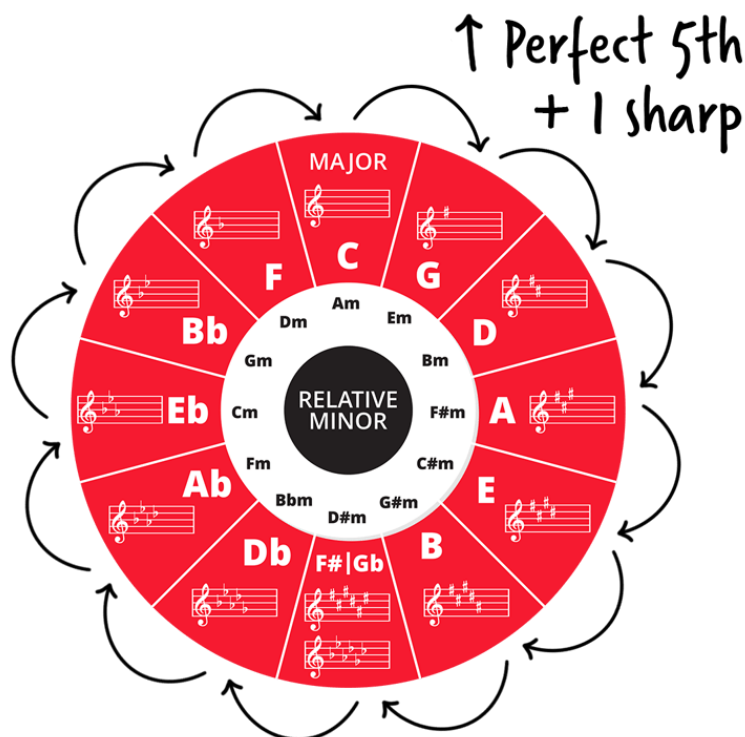 ↑ Perfect 5th
+ 1 sharp
MAJOR
C
G
D
A
E
B
F#|Gb
Db
Ab
Eb
Bb
F
Am
Em
Bm
F#m
C#m
G#m
D#m
Bbm
Fm
Cm
Gm
Dm
RELATIVE
MINOR